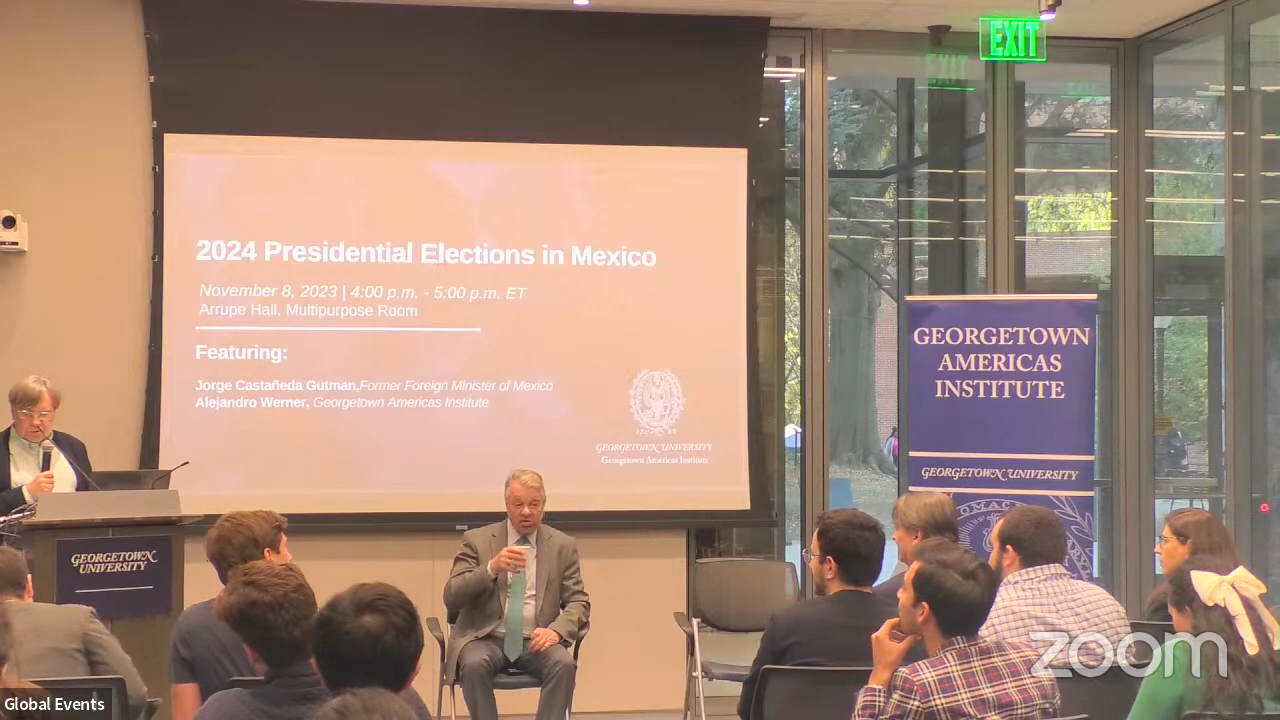 EXIT
2024 Presidential Elections in Mexico
November 8, 2023 | 4:00 p.m. - 5:00 p.m. ET
Arrupe Hall, Multipurpose Room
Featuring:
Jorge Castañeda Gutman,Former Foreign Minister of Mexico
Alejandro Werner, Georgetown Americas Institute
GEORGETOWN UNIVERSITY
Georgetown Americas Institute
GEORGETOWN
AMERICAS
INSTITUTE
GEORGETOWN UNIVERSITY
GEORGETOWN
UNIVERSITY
zoom
Global Events